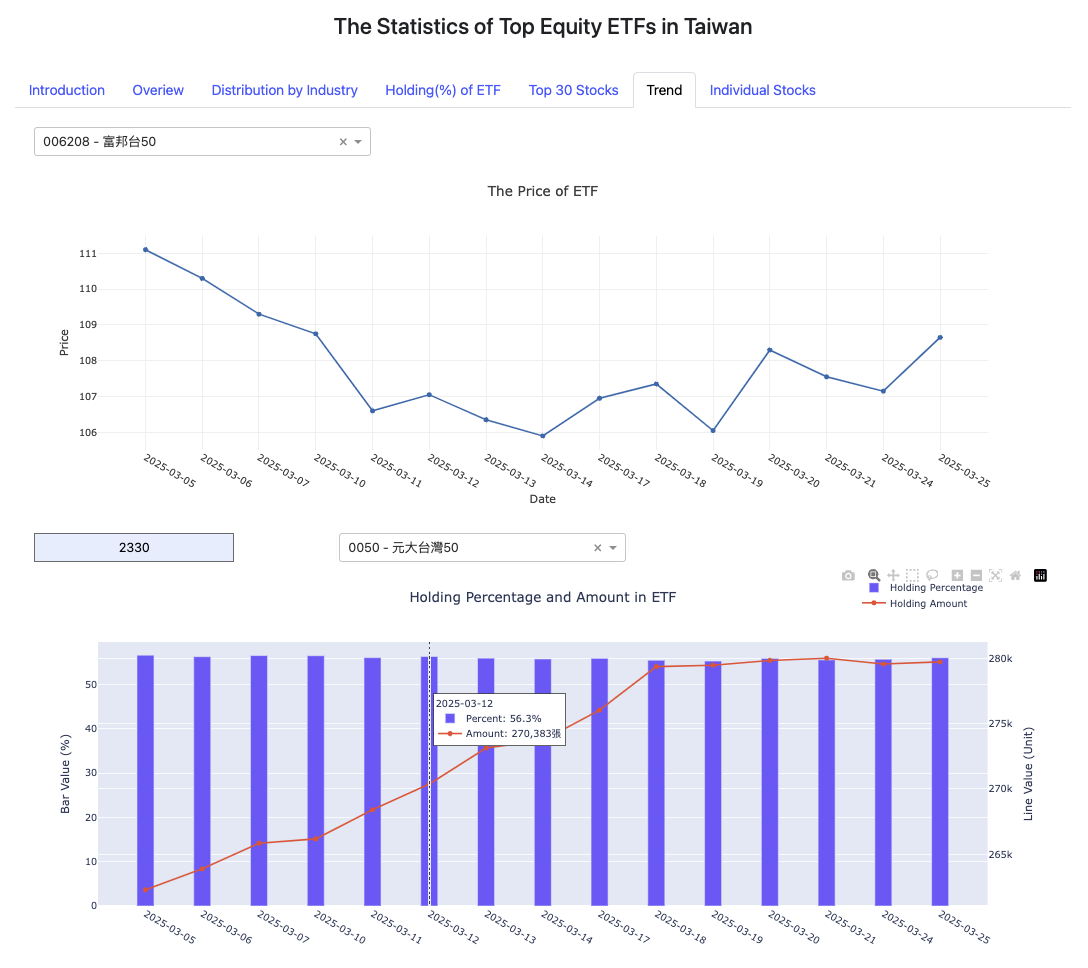 The Statistics of Top Equity ETFs in Taiwan
Introduction Overiew Distribution by Industry Holding(%) of ETF Top 30 Stocks Trend Individual Stocks
006208 - 富邦台50
The Price of ETF
111
110
109
108
107
106
Price
2025-03-05 2025-03-06 2025-03-07 2025-03-10 2025-03-11 2025-03-12 2025-03-13 2025-03-14 2025-03-17 2025-03-18 2025-03-19 2025-03-20 2025-03-21 2025-03-24 2025-03-25
Date
2330
0050 - 元大台灣50
Holding Percentage and Amount in ETF
Holding Percentage
Holding Amount
50
40
30
20
10
0
Bar Value (%)
2025-03-12
Percent: 56.3%
Amount: 270,383張
280k
275k
270k
265k
Line Value (Unit)
2025-03-05 2025-03-06 2025-03-07 2025-03-10 2025-03-11 2025-03-12 2025-03-13 2025-03-14 2025-03-17 2025-03-18 2025-03-19 2025-03-20 2025-03-21 2025-03-24 2025-03-25